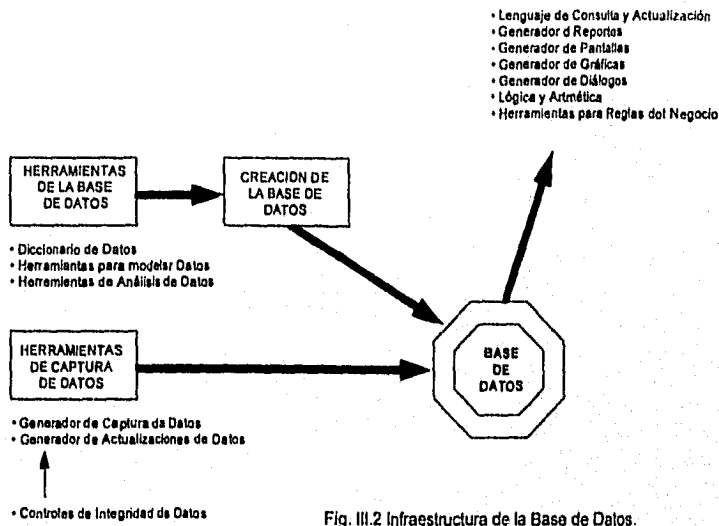 • Lenguaje de Consulta y Actualización
• Generador d Reportes
• Generador de Pantallas
• Generador de Gráficas
• Generador de Diálogos
• Lógica y Artmética
• Herramientas para Reglas del Negocio
HERRAMIENTAS
DE LA BASE
DE DATOS
CREACION DE
LA BASE DE
DATOS
• Diccionario de Datos
• Herramientas para modelar Datos
• Herramientas de Análisis de Datos
HERRAMIENTAS
DE CAPTURA
DE DATOS
BASE
DE
DATOS
• Generador de Captura de Datos
• Generador de Actualizaciones de Datos
• Controles de Integridad de Datos
Fig. III.2 Infraestructura de la Base de Datos.